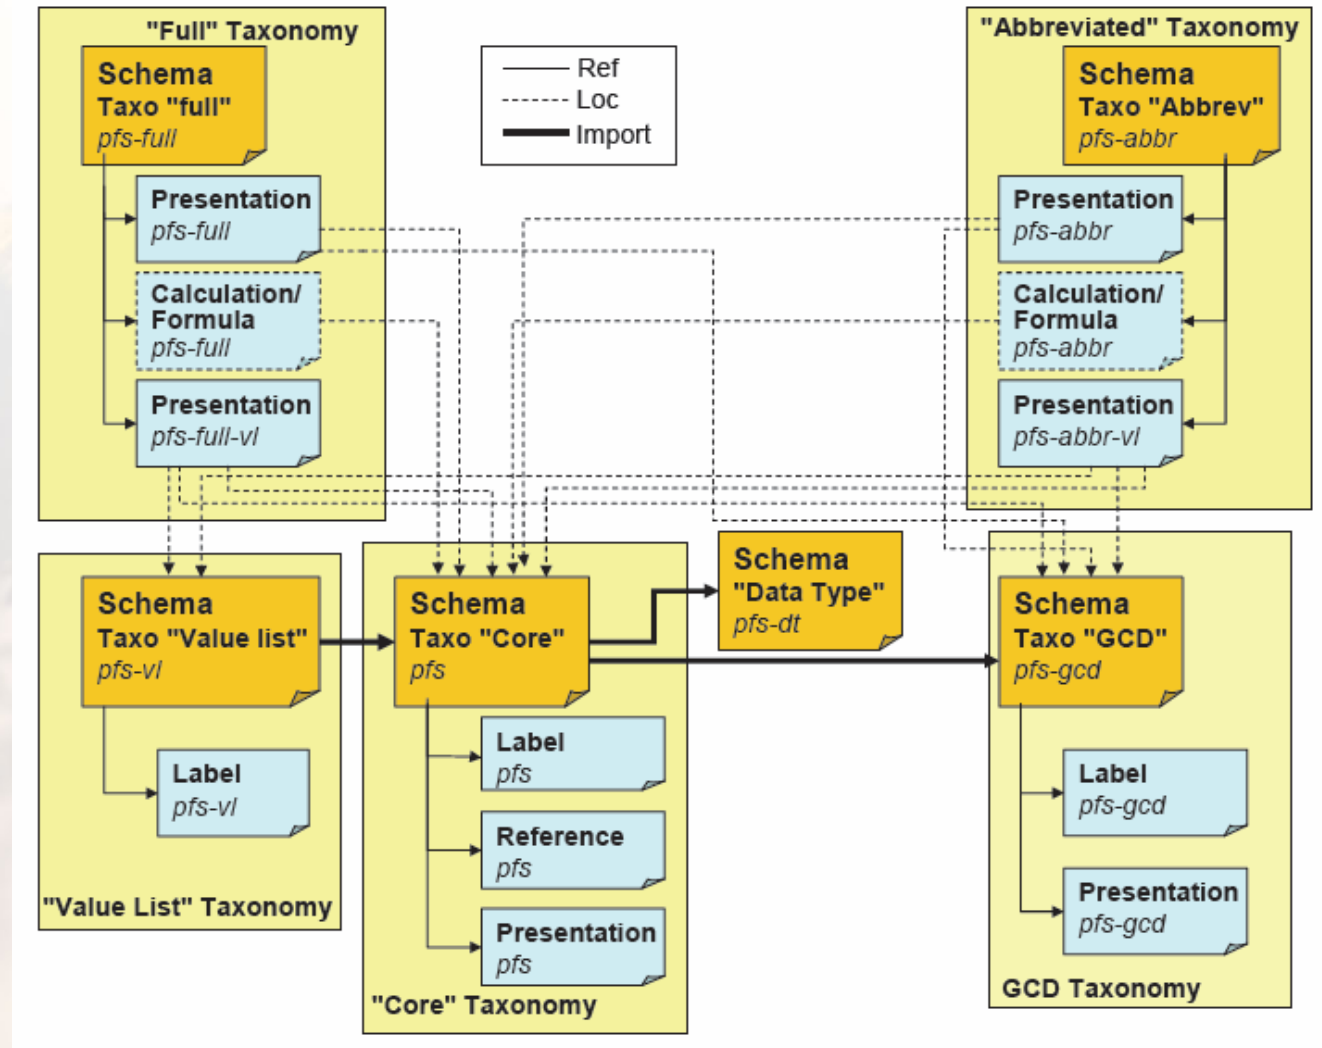 "Full" Taxonomy
Schema
Taxo "full"
pfs-full
Presentation
pfs-full
Calculation/
Formula
pfs-full
Presentation
pfs-full-vl
Ref
Loc
Import
"Abbreviated" Taxonomy
Schema
Taxo "Abbrev"
pfs-abbr
Presentation
pfs-abbr
Calculation/
Formula
pfs-abbr
Presentation
pfs-abbr-vl
Schema
Taxo "Value list"
pfs-vl
Label
pfs-vl
"Value List" Taxonomy
Schema
Taxo "Core"
pfs
Label
pfs
Reference
pfs
Presentation
pfs
"Core" Taxonomy
Schema
"Data Type"
pfs-dt
Schema
Taxo "GCD"
pfs-gcd
Label
pfs-gcd
Presentation
pfs-gcd
GCD Taxonomy